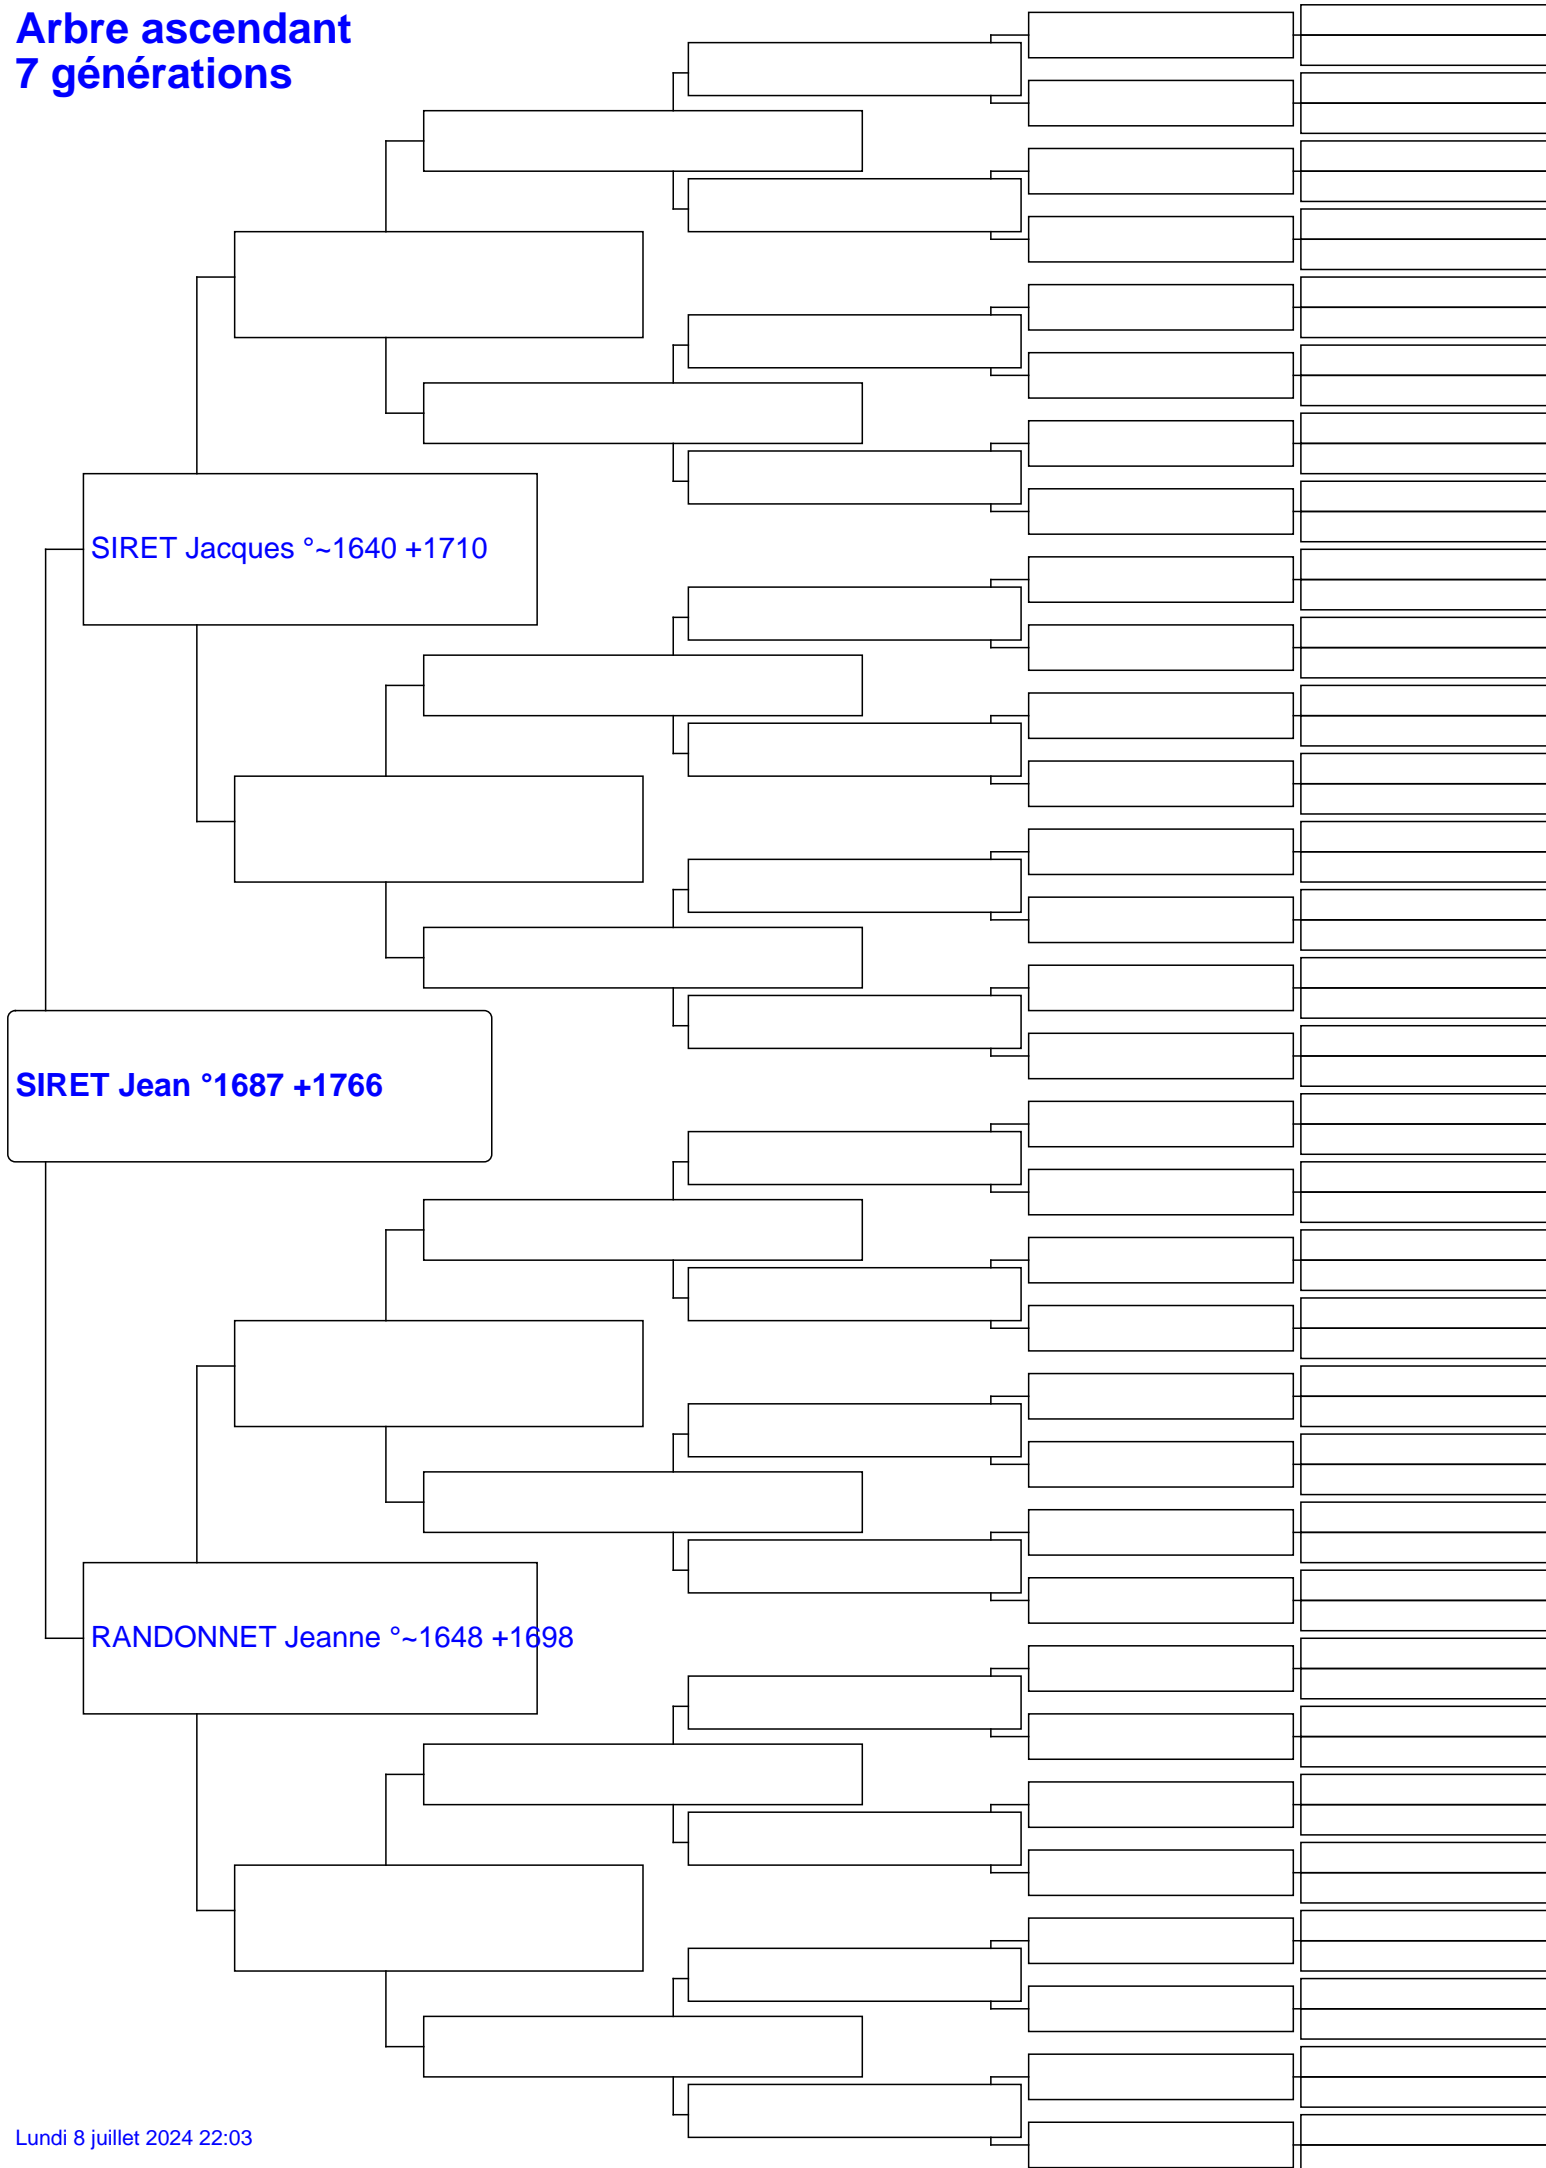 Arbre ascendant
7 générations
SIRET Jacques °~1640 +1710
SIRET Jean °1687 +1766
RANDONNET Jeanne °~1648 +1698
Lundi 8 juillet 2024 22:03